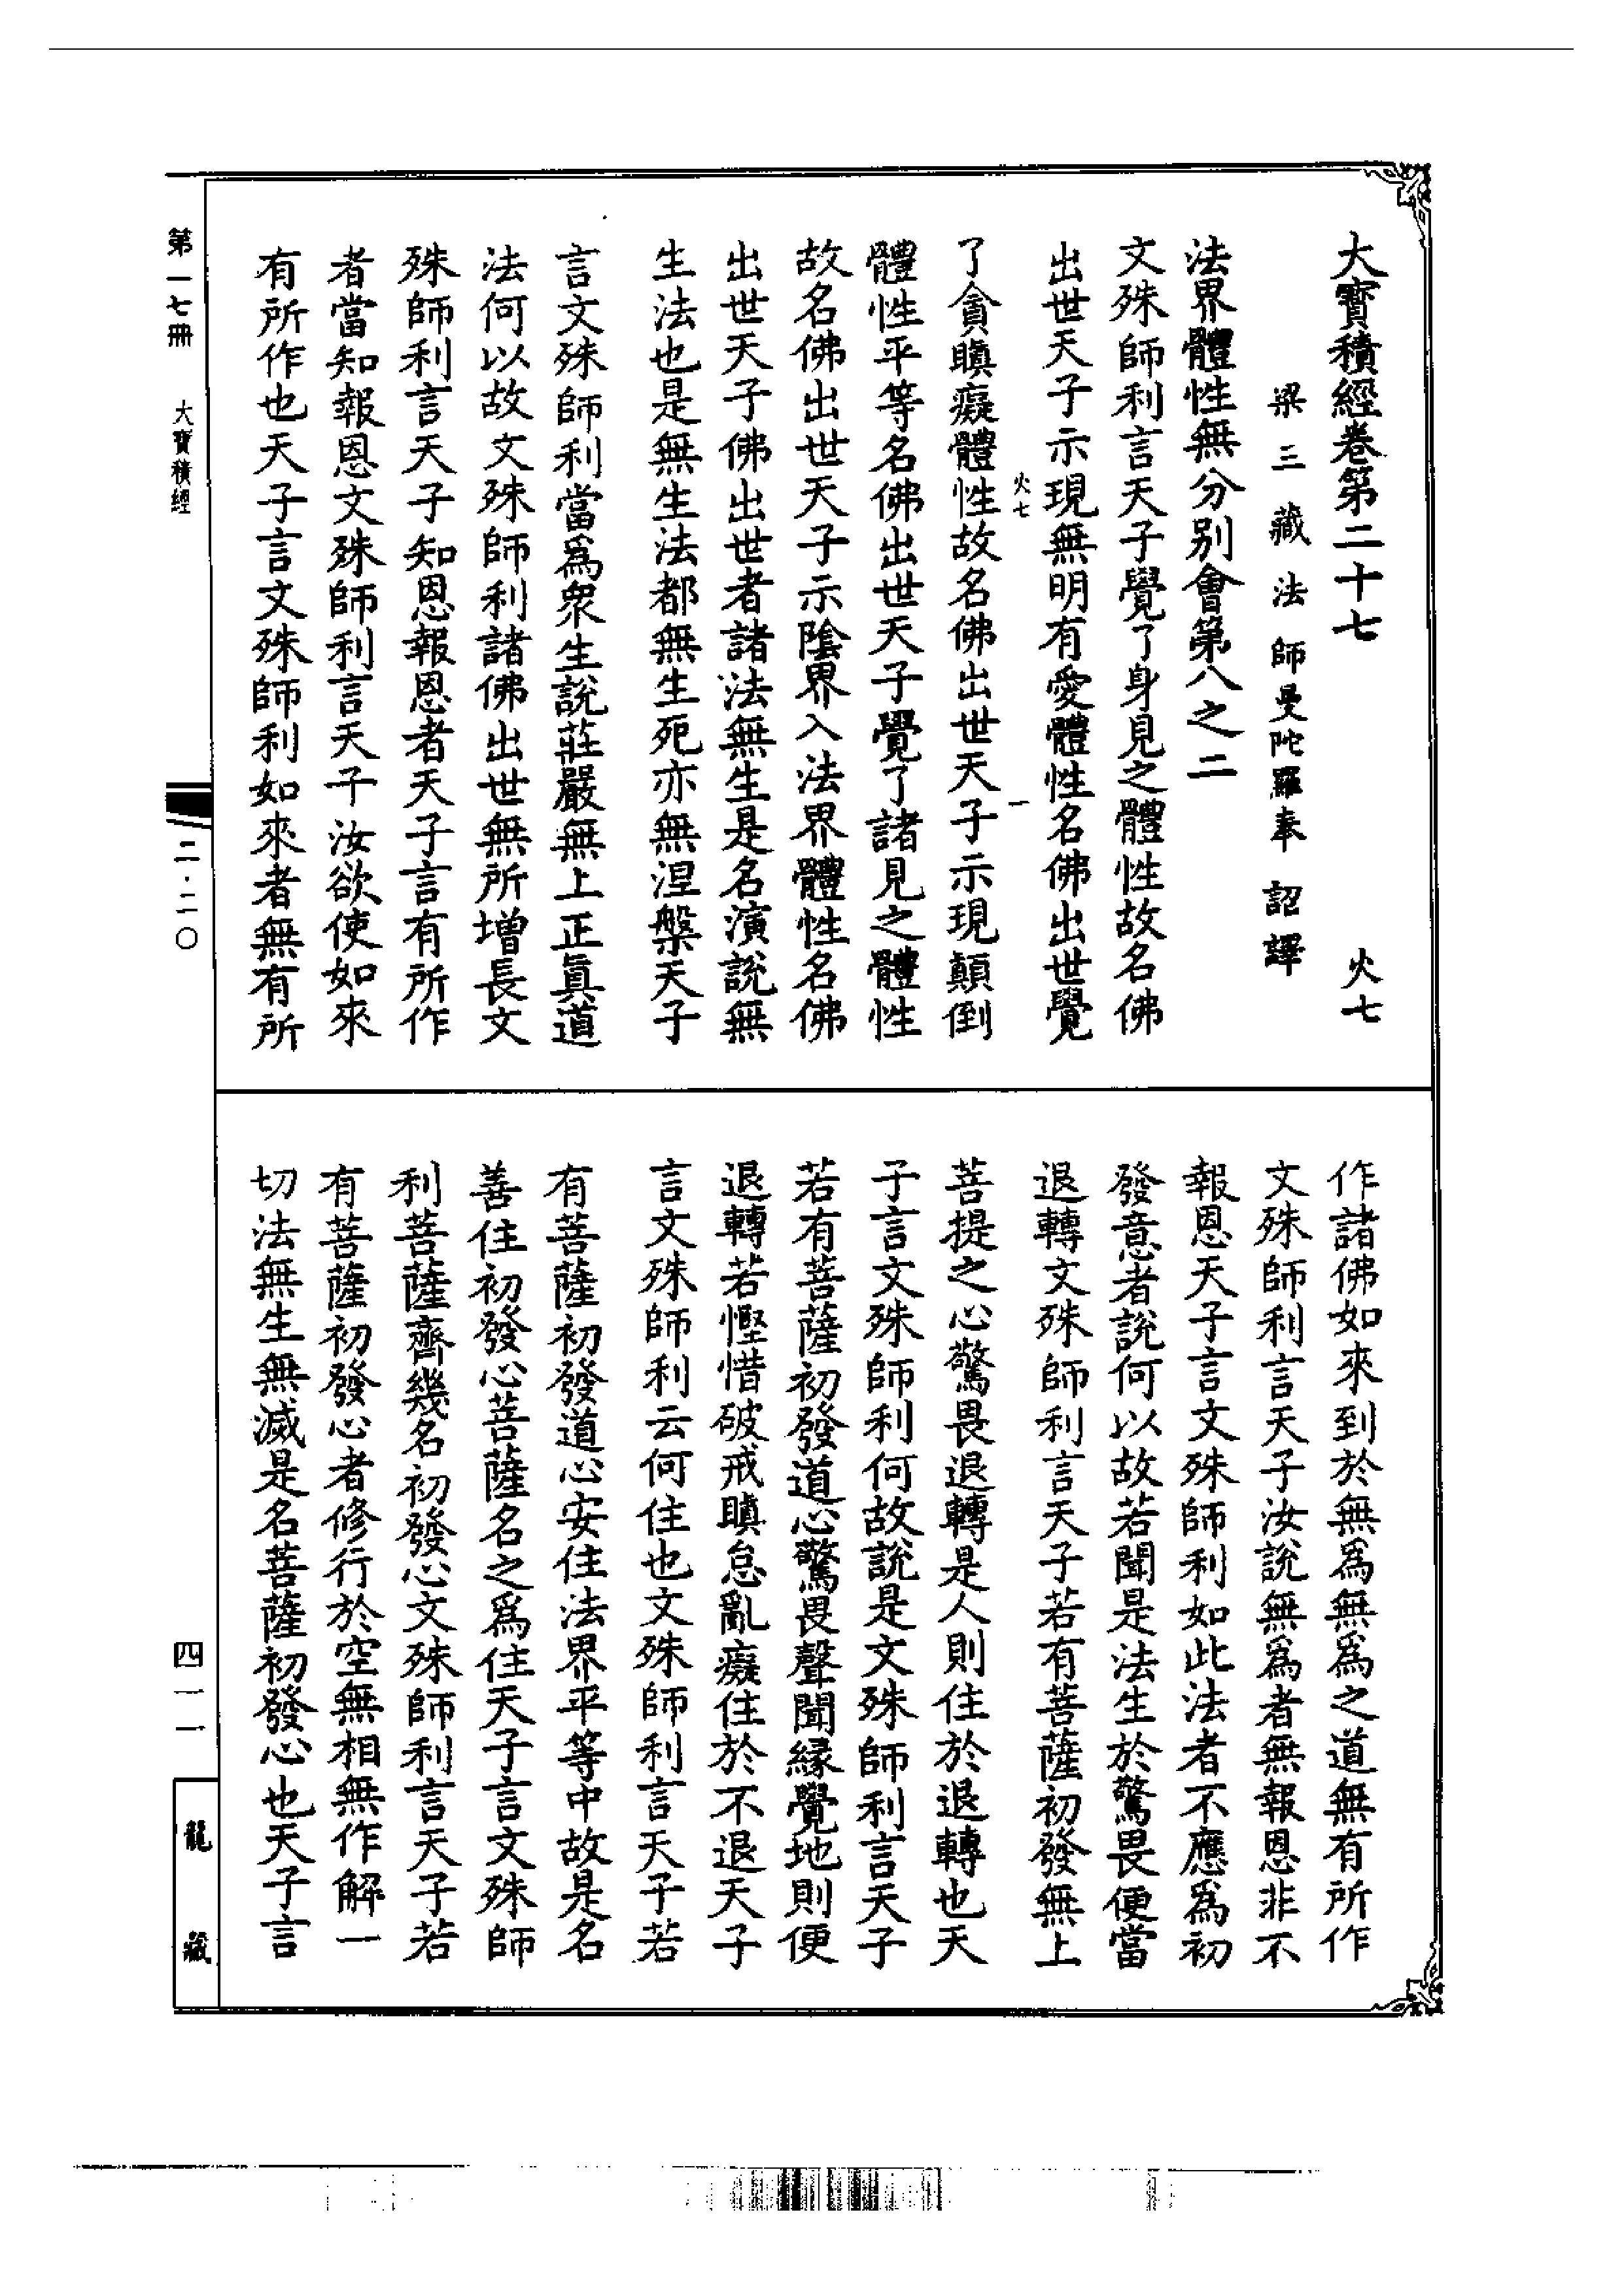 大寶積經卷第二十七 火七
梁三藏法師曼陀羅奉 詔譯
法界體性無分別會第八之二
文殊師利言天子覺了身見之體性故名佛
出世天子示現無明有愛體性名佛出世覺
火七 一
了貪瞋癡體性故名佛出世天子示現顛倒
體性平等名佛出世天子覺了諸見之體性
故名佛出世天子示陰界入法界體性名佛
出世天子佛出世者諸法無生是名演說無
生法也是無生法都無生死亦無涅槃天子
言文殊師利當為衆生說莊嚴無上正眞道
法何以故文殊師利諸佛出世無所增長文
殊師利言天子知恩報恩者天子言有所作
者當知報恩文殊師利言天子汝欲使如來
有所作也天子言文殊師利如來者無有所
作諸佛如來到於無為無為之道無有所作
文殊師利言天子汝說無為者無報恩非不
報恩天子言文殊師利如此法者不應為初
發意者說何以故若聞是法生於驚畏便當
退轉文殊師利言天子若有菩薩初發無上
菩提之心驚畏退轉是人則住於退轉也天
子言文殊師利何故說是文殊師利言天子
若有菩薩初發道心驚畏聲聞緣覺地則便
退轉若慳惜破戒瞋怠亂癡住於不退天子
言文殊師利云何住也文殊師利言天子若
有菩薩初發道心安住法界平等中故是名
善住初發心菩薩名之為住天子言文殊師
利菩薩齊幾名初發心文殊師利言天子若
有菩薩初發心者修行於空無相無作解一
切法無生無滅是名菩薩初發心也天子言
第一七冊 大寶積經 二·二〇 四一一 龍藏